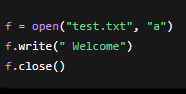 f = open("test.txt", "a")
f.write(" Welcome")
f.close()